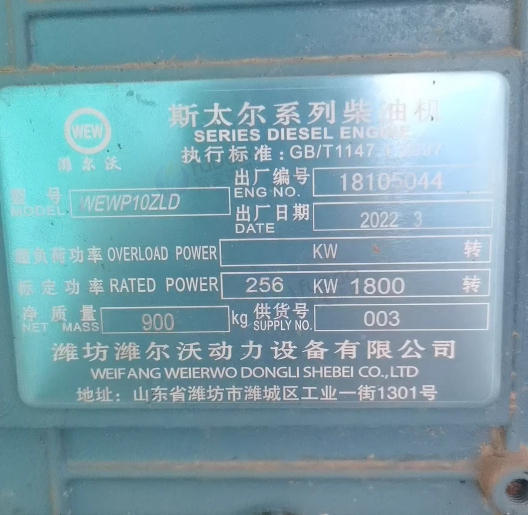 WEW
潍尔沃
斯太尔系列柴油机
SERIES DIESEL ENGINE
执行标准:GB/T1147
型号 MODEL WEWP10ZLD
出厂编号 ENG NO. 18105044
出厂日期 DATE 2022 3
超负荷功率 OVERLOAD POWER KW 转
标定功率 RATED POWER 256 KW 1800 转
净质量 NET MASS 900 kg 供货号 SUPPLY NO. 003
潍坊潍尔沃动力设备有限公司
WEIFANG WEIERWO DONGLI SHEBEI CO.,LTD
地址:山东省潍坊市潍城区工业一街1301号